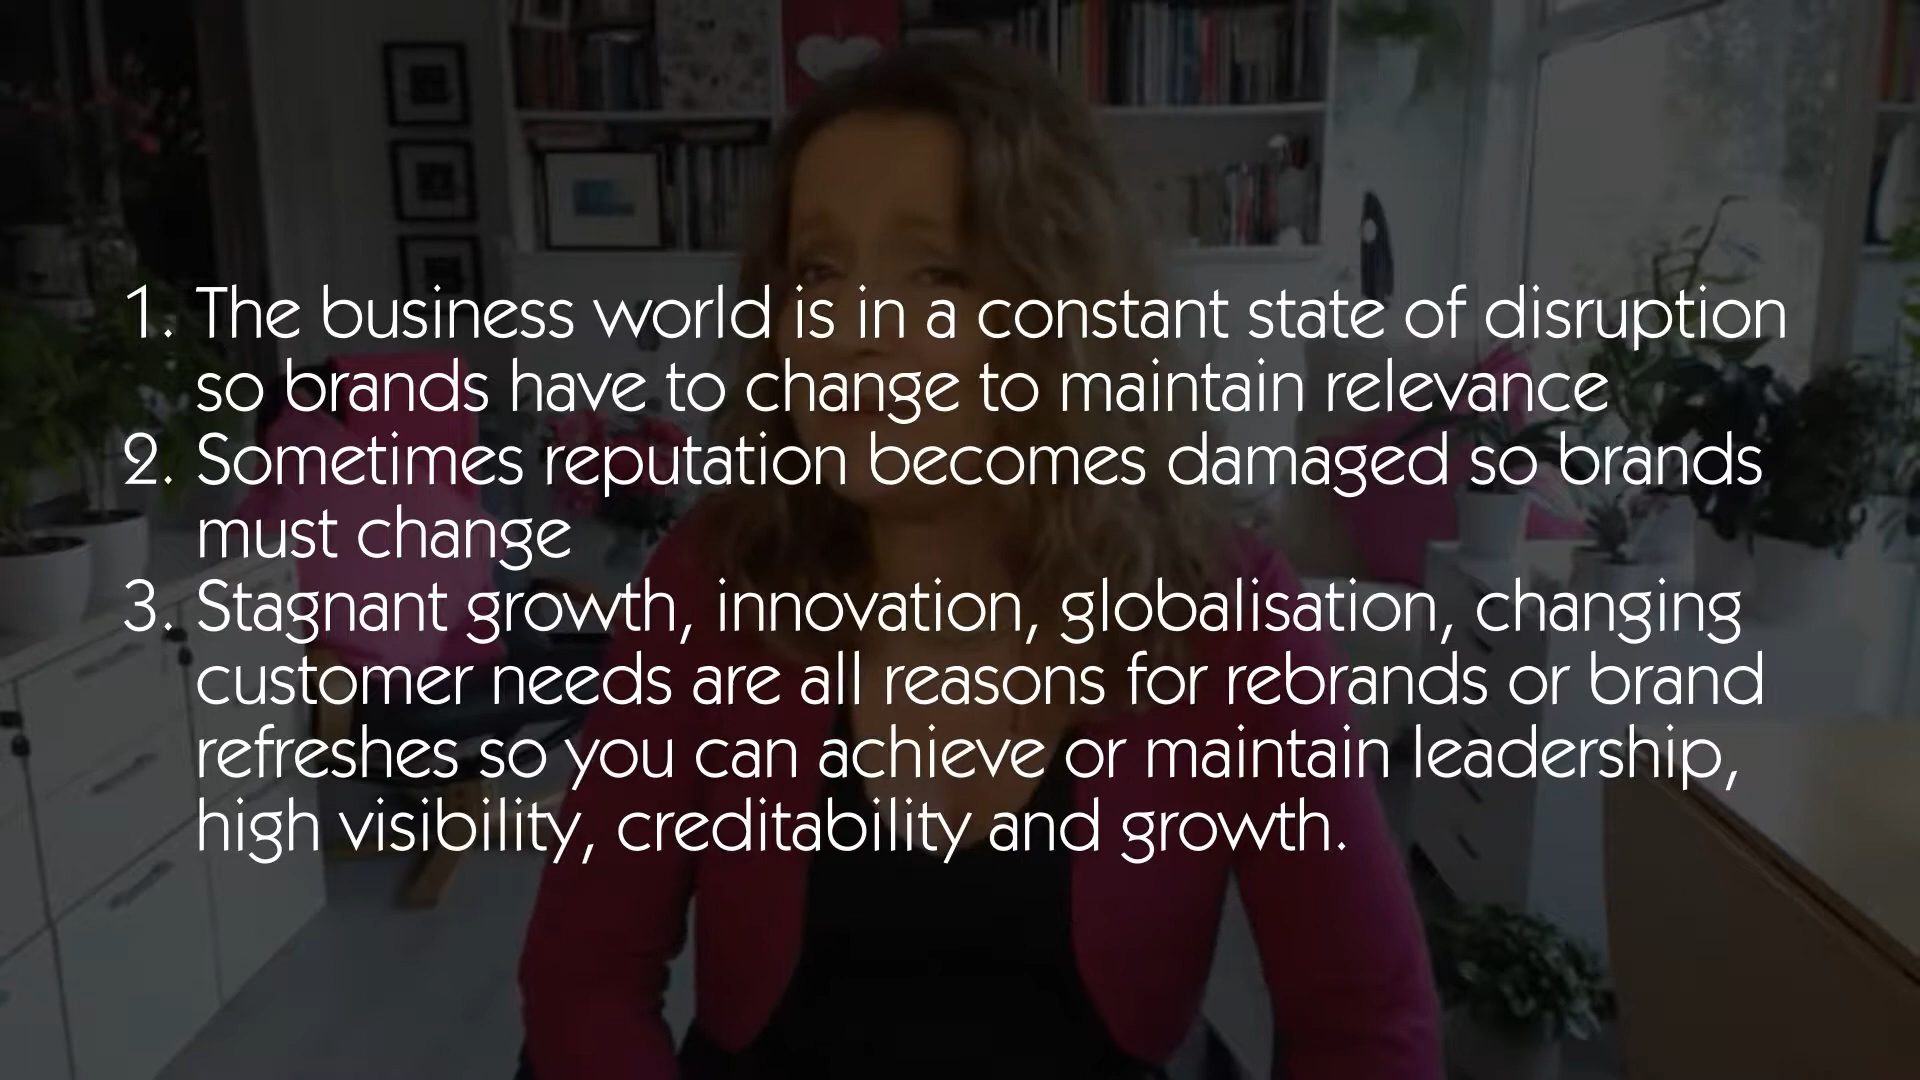 1. The business world is in a constant state of disruption
so brands have to change to maintain relevance
2. Sometimes reputation becomes damaged so brands
must change
3. Stagnant growth, innovation, globalisation, changing
customer needs are all reasons for rebrands or brand
refreshes so you can achieve or maintain leadership,
high visibility, creditability and growth.